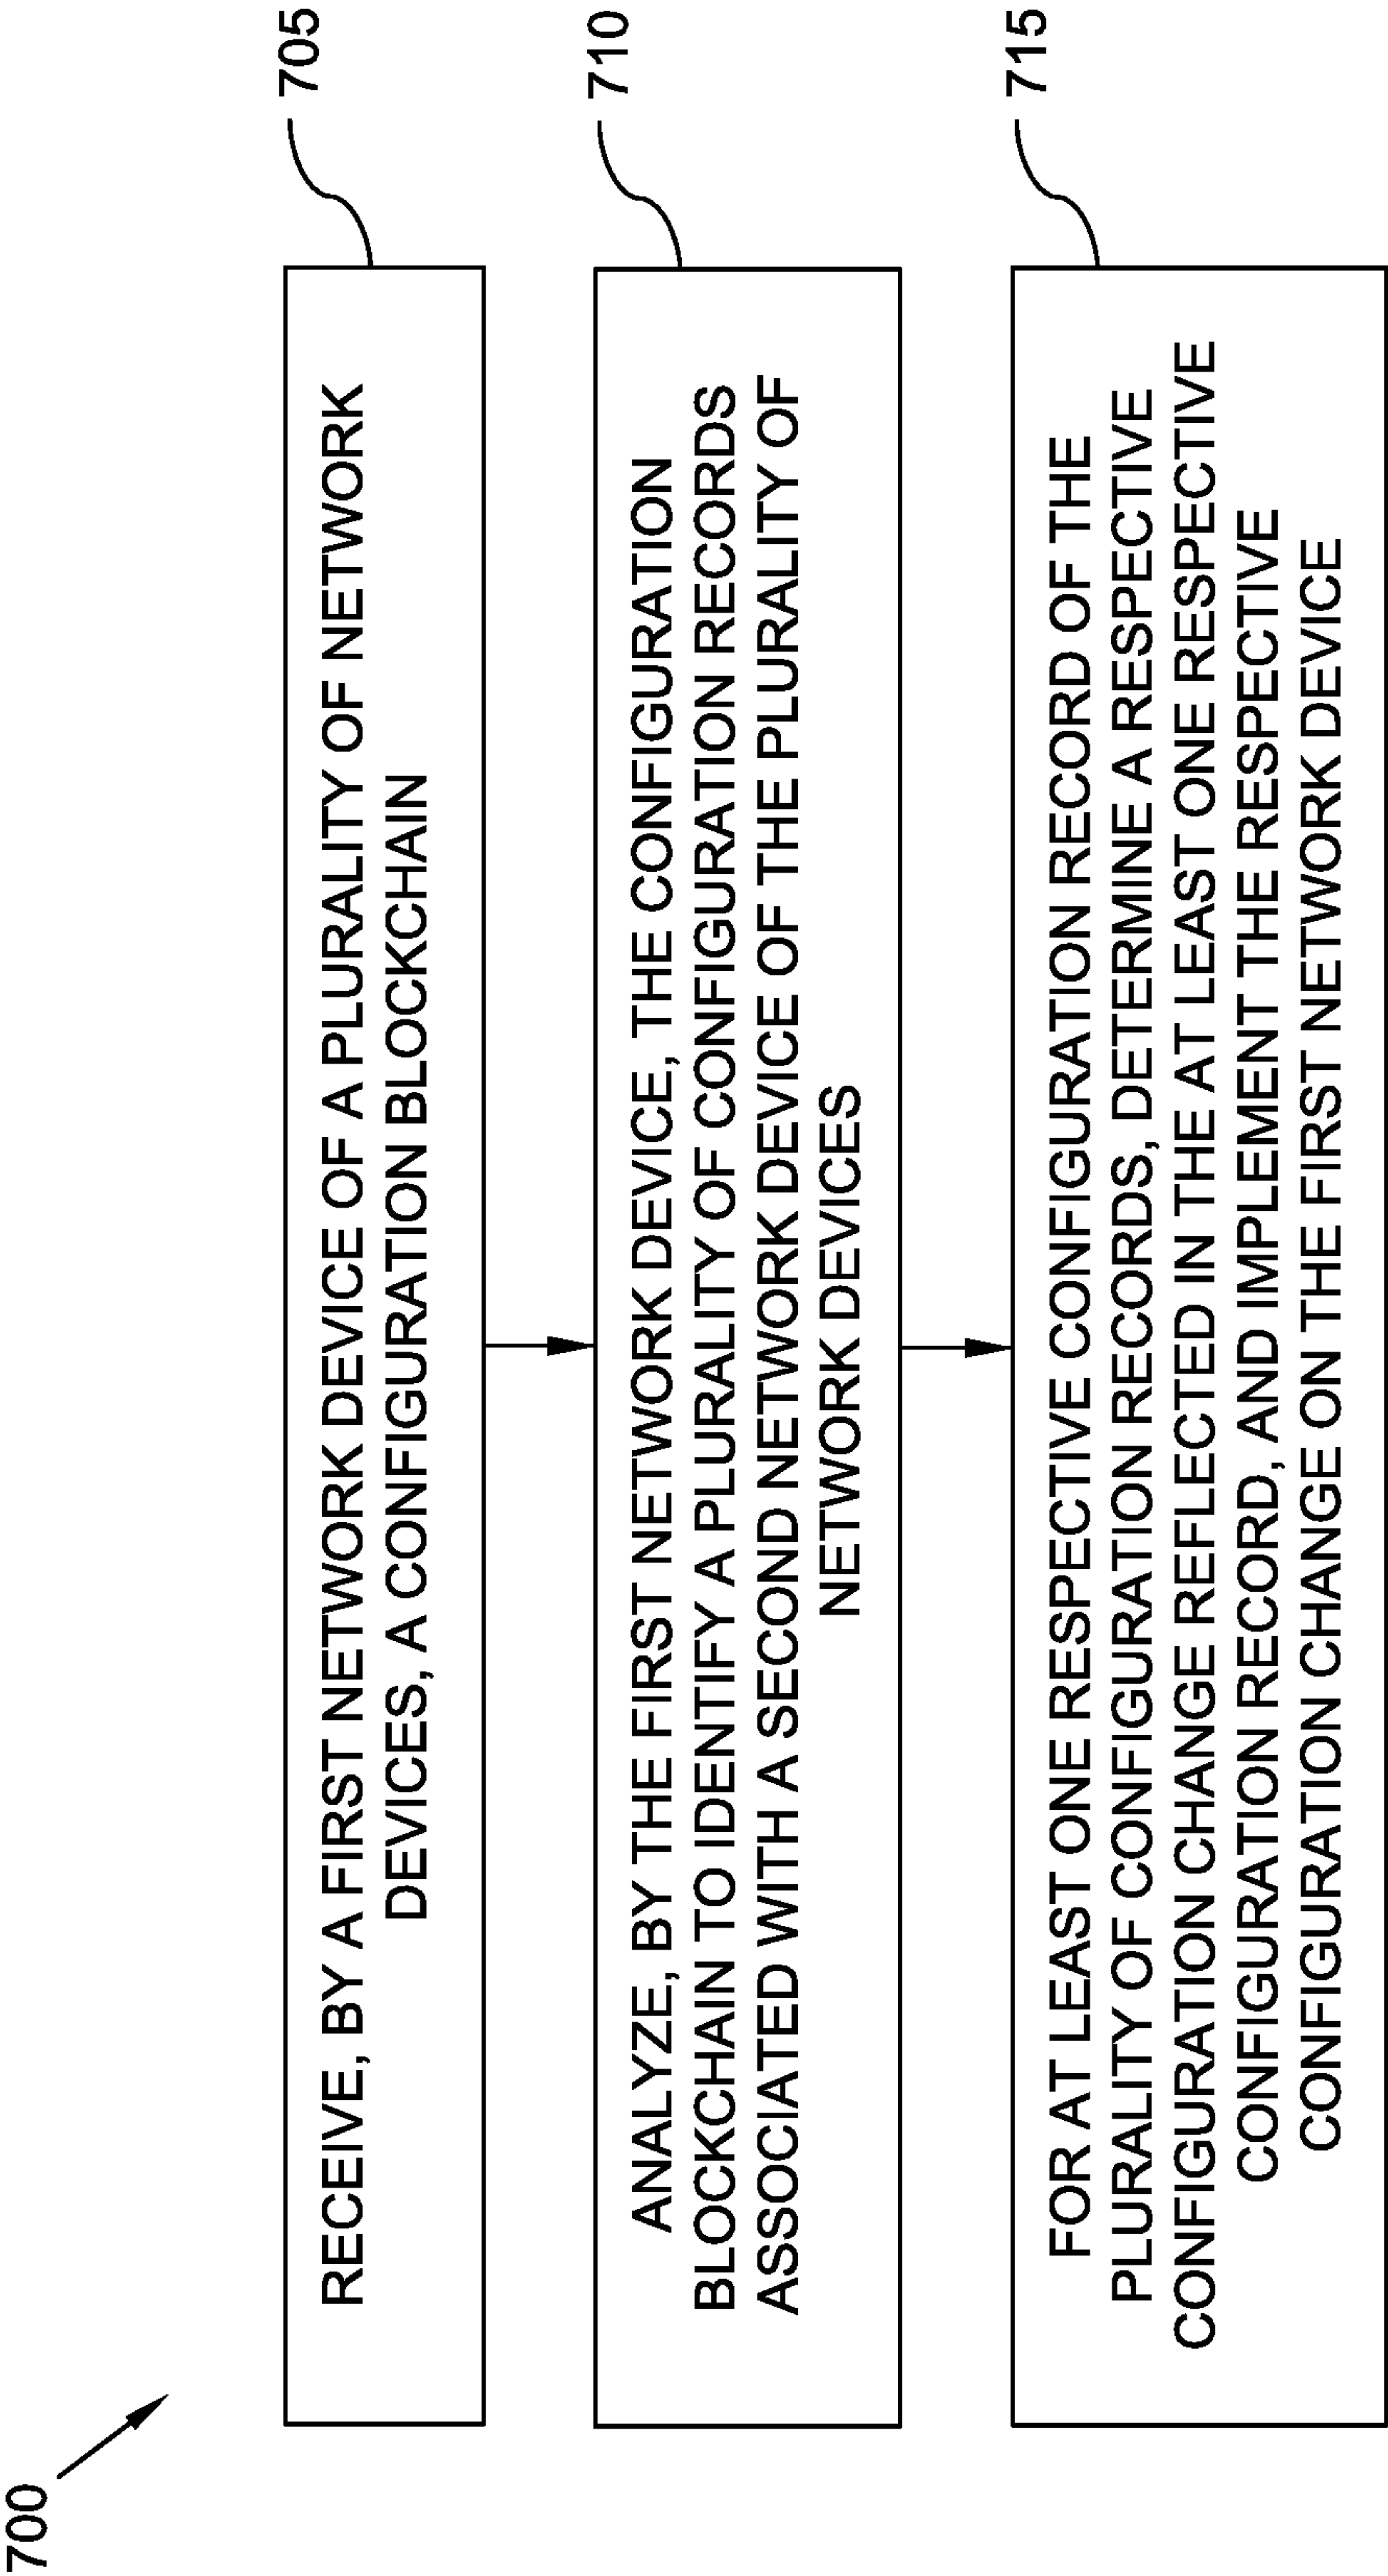 700
705
RECEIVE, BY A FIRST NETWORK DEVICE OF A PLURALITY OF NETWORK
DEVICES, A CONFIGURATION BLOCKCHAIN
710
ANALYZE, BY THE FIRST NETWORK DEVICE, THE CONFIGURATION
BLOCKCHAIN TO IDENTIFY A PLURALITY OF CONFIGURATION RECORDS
ASSOCIATED WITH A SECOND NETWORK DEVICE OF THE PLURALITY OF
NETWORK DEVICES
715
FOR AT LEAST ONE RESPECTIVE CONFIGURATION RECORD OF THE
PLURALITY OF CONFIGURATION RECORDS, DETERMINE A RESPECTIVE
CONFIGURATION CHANGE REFLECTED IN THE AT LEAST ONE RESPECTIVE
CONFIGURATION RECORD, AND IMPLEMENT THE RESPECTIVE
CONFIGURATION CHANGE ON THE FIRST NETWORK DEVICE